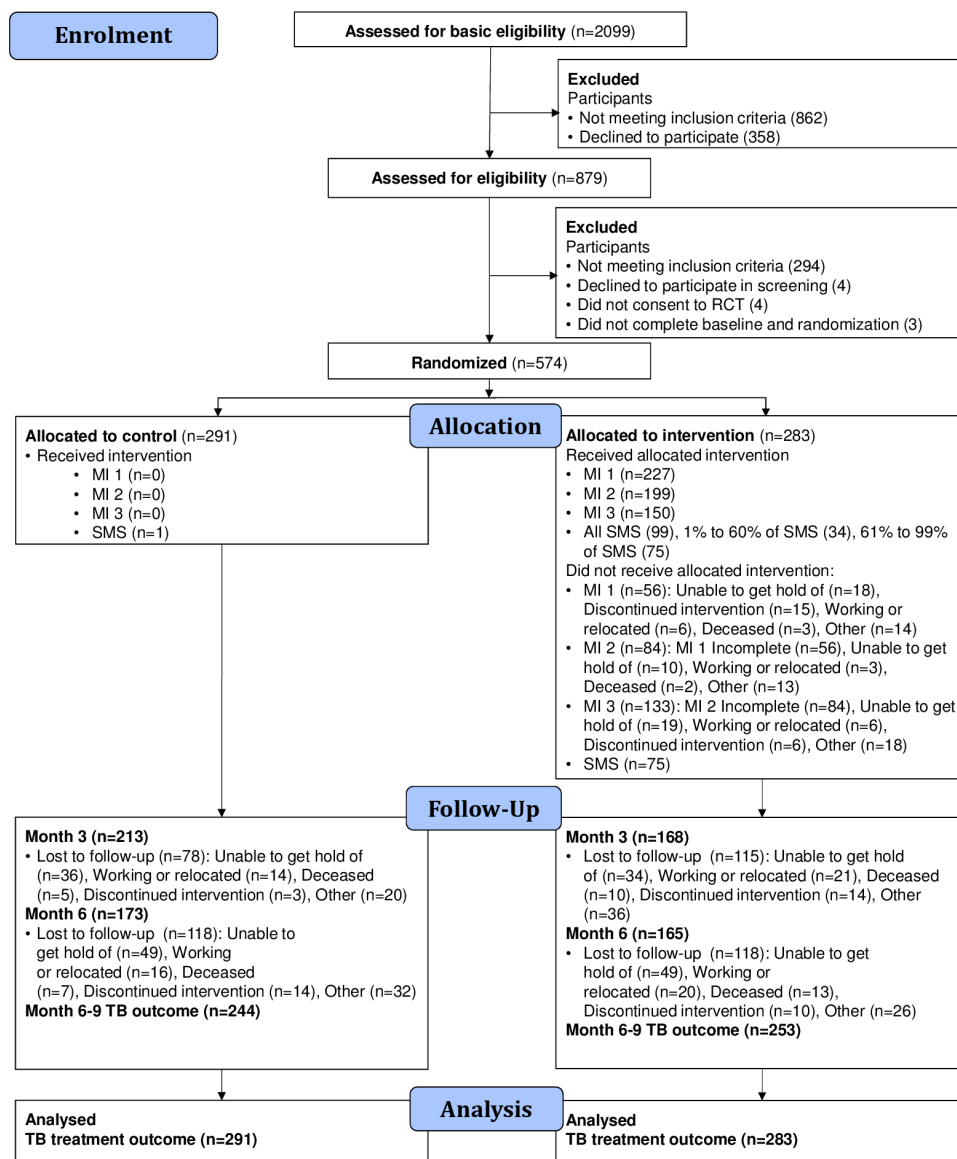 Enrolment
Assessed for basic eligibility (n=2099)
Excluded
Participants
• Not meeting inclusion criteria (862)
• Declined to participate (358)
Assessed for eligibility (n=879)
Excluded
Participants
• Not meeting inclusion criteria (294)
• Declined to participate in screening (4)
• Did not consent to RCT (4)
• Did not complete baseline and randomization (3)
Randomized (n=574)
Allocation
Allocated to control (n=291)
• Received intervention
• MI 1 (n=0)
• MI 2 (n=0)
• MI 3 (n=0)
• SMS (n=1)
Allocated to intervention (n=283)
Received allocated intervention
• MI 1 (n=227)
• MI 2 (n=199)
• MI 3 (n=150)
• All SMS (99), 1% to 60% of SMS (34), 61% to 99%
of SMS (75)
Did not receive allocated intervention:
• MI 1 (n=56): Unable to get hold of (n=18),
Discontinued intervention (n=15), Working or
relocated (n=6), Deceased (n=3), Other (n=14)
• MI 2 (n=84): MI 1 Incomplete (n=56), Unable to get
hold of (n=10), Working or relocated (n=3),
Deceased (n=2), Other (n=13)
• MI 3 (n=133): MI 2 Incomplete (n=84), Unable to get
hold of (n=19), Working or relocated (n=6),
Discontinued intervention (n=6), Other (n=18)
• SMS (n=75)
Follow-Up
Month 3 (n=213)
• Lost to follow-up (n=78): Unable to get hold of
(n=36), Working or relocated (n=14), Deceased
(n=5), Discontinued intervention (n=3), Other (n=20)
Month 6 (n=173)
• Lost to follow-up (n=118): Unable to
get hold of (n=49), Working
or relocated (n=16), Deceased
(n=7), Discontinued intervention (n=14), Other (n=32)
Month 6-9 TB outcome (n=244)
Month 3 (n=168)
• Lost to follow-up (n=115): Unable to get hold
of (n=34), Working or relocated (n=21), Deceased
(n=10), Discontinued intervention (n=14), Other
(n=36)
Month 6 (n=165)
• Lost to follow-up (n=118): Unable to get
hold of (n=49), Working or
relocated (n=20), Deceased (n=13),
Discontinued intervention (n=10), Other (n=26)
Month 6-9 TB outcome (n=253)
Analysis
Analysed
TB treatment outcome (n=291)
Analysed
TB treatment outcome (n=283)